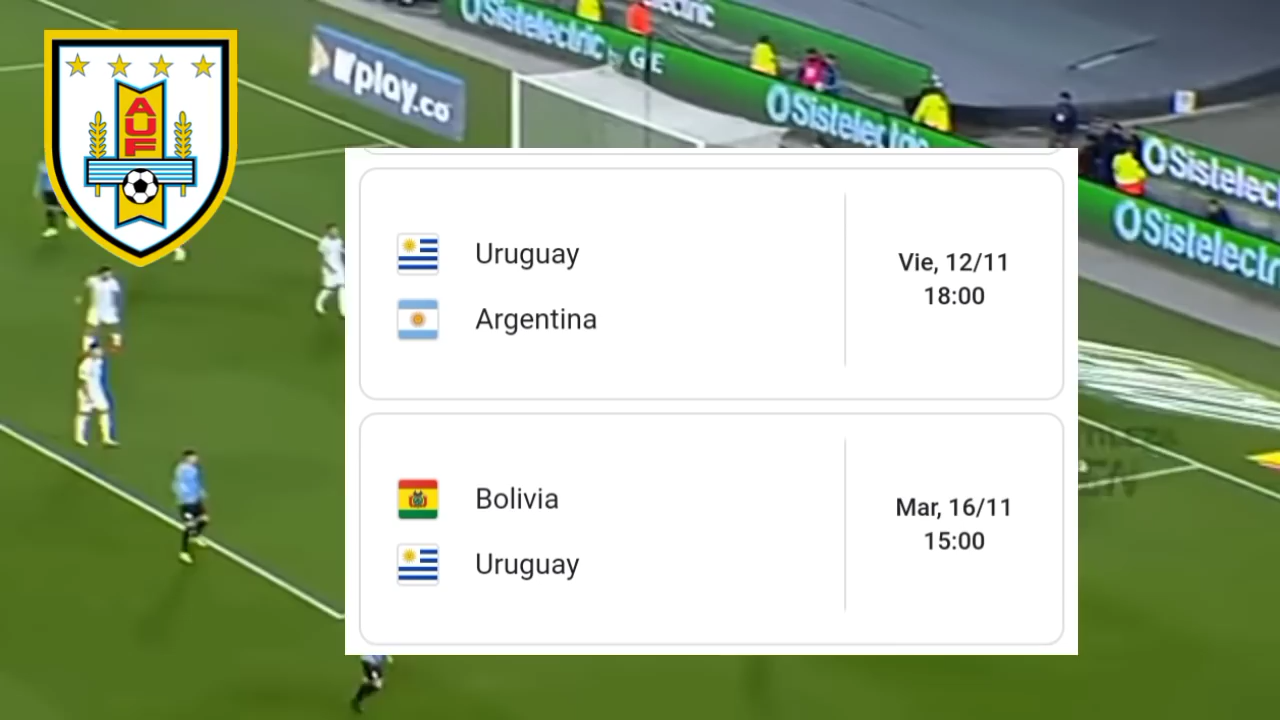 Sistelectric
GIE
play.co
Sistelectric
AUF
Uruguay
Argentina
Vie, 12/11
18:00
Bolivia
Uruguay
Mar, 16/11
15:00